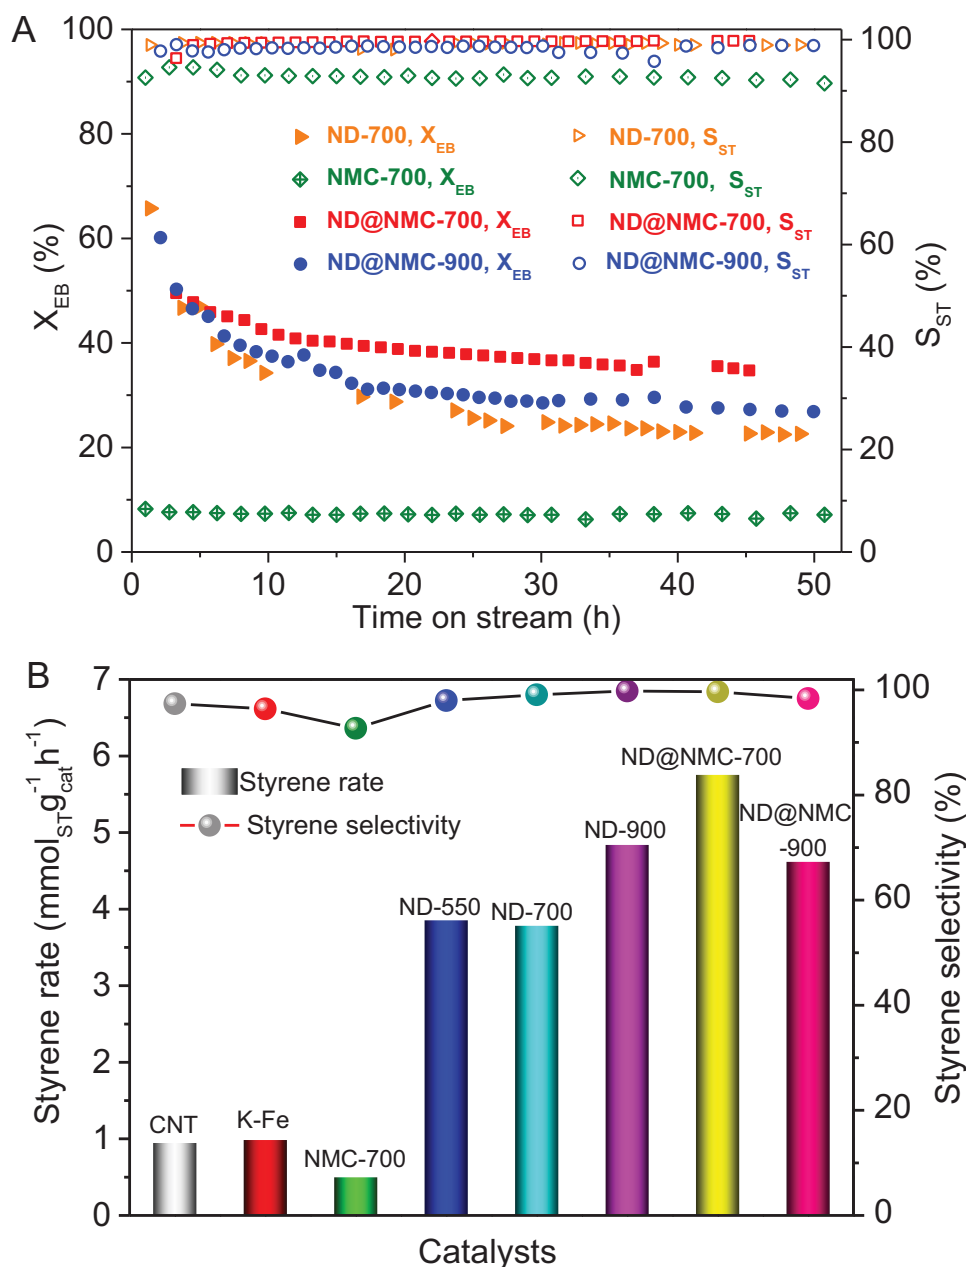 A
100
80
60
40
20
0
X_EB (%)
100
80
60
40
20
0
S_ST (%)
ND-700, X_EB
ND-700, S_ST
NMC-700, X_EB
NMC-700, S_ST
ND@NMC-700, X_EB
ND@NMC-700, S_ST
ND@NMC-900, X_EB
ND@NMC-900, S_ST
0 10 20 30 40 50
Time on stream (h)
B
7
6
5
4
3
2
1
0
Styrene rate (mmol_ST g_cat^-1 h^-1)
100
80
60
40
20
0
Styrene selectivity (%)
Styrene rate
Styrene selectivity
CNT
K-Fe
NMC-700
ND-550
ND-700
ND-900
ND@NMC-700
ND@NMC
-900
Catalysts